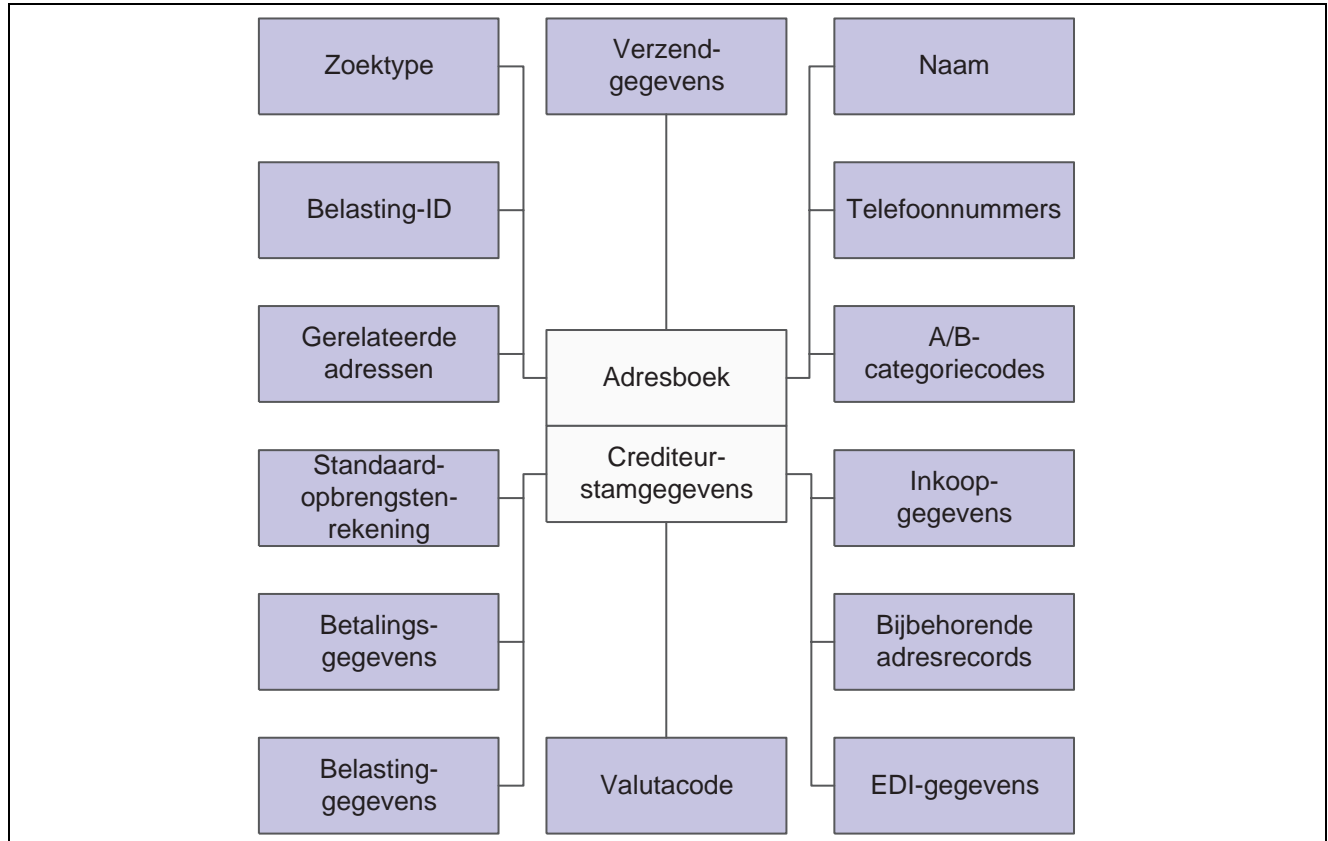 Zoektype
Verzend-
gegevens
Naam
Belasting-ID
Telefoonnummers
Gerelateerde
adressen
Adresboek
A/B-
categoriecodes
Standaard-
opbrengsten-
rekening
Crediteur-
stamgegevens
Inkoop-
gegevens
Betalings-
gegevens
Bijbehorende
adresrecords
Belasting-
gegevens
Valutacode
EDI-gegevens